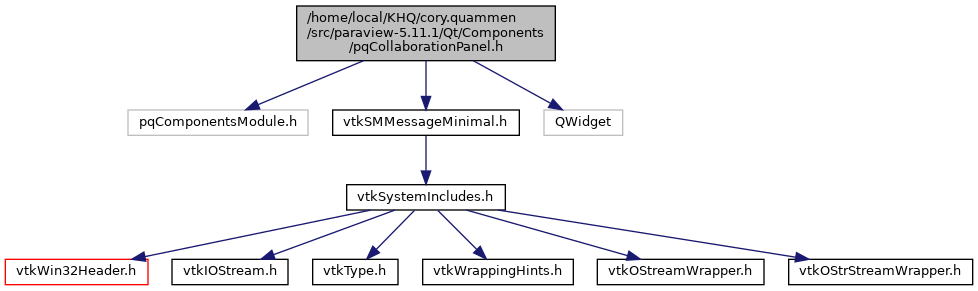 /home/local/KHQ/cory.quammen
/src/paraview-5.11.1/Qt/Components
/pqCollaborationPanel.h
pqComponentsModule.h
vtkSMMessageMinimal.h
QWidget
vtkSystemIncludes.h
vtkWin32Header.h
vtkIOStream.h
vtkType.h
vtkWrappingHints.h
vtkOStreamWrapper.h
vtkOStrStreamWrapper.h